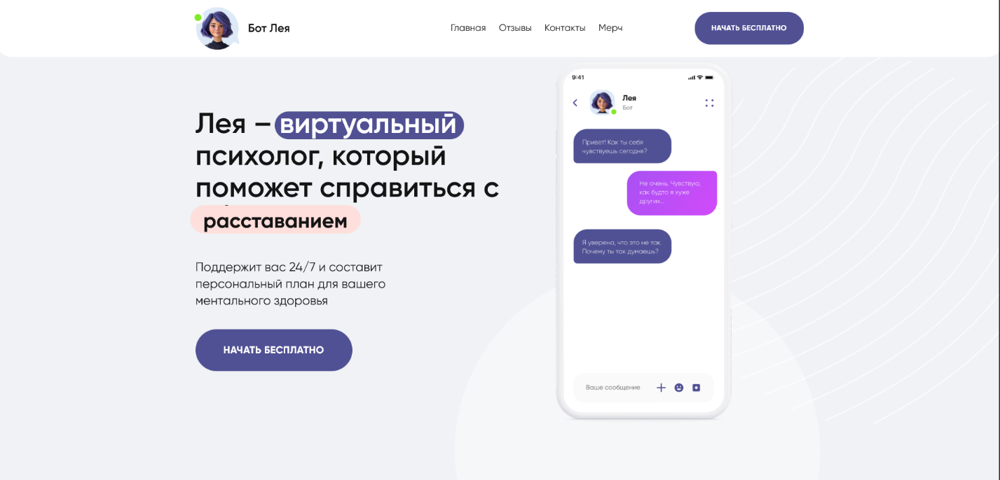 Бот Лея
Главная Отзывы Контакты Мерч
НАЧАТЬ БЕСПЛАТНО
Лея – виртуальный
психолог, который
поможет справиться с
расставанием
Поддержит вас 24/7 и составит
персональный план для вашего
ментального здоровья
НАЧАТЬ БЕСПЛАТНО
9:41
Лея
Бот
Привет! Как ты себя
чувствуешь сегодня?
Не очень. Чувствую,
как будто я хуже
других...
Я уверена, что это не так.
Почему ты так думаешь?
Ваше сообщение